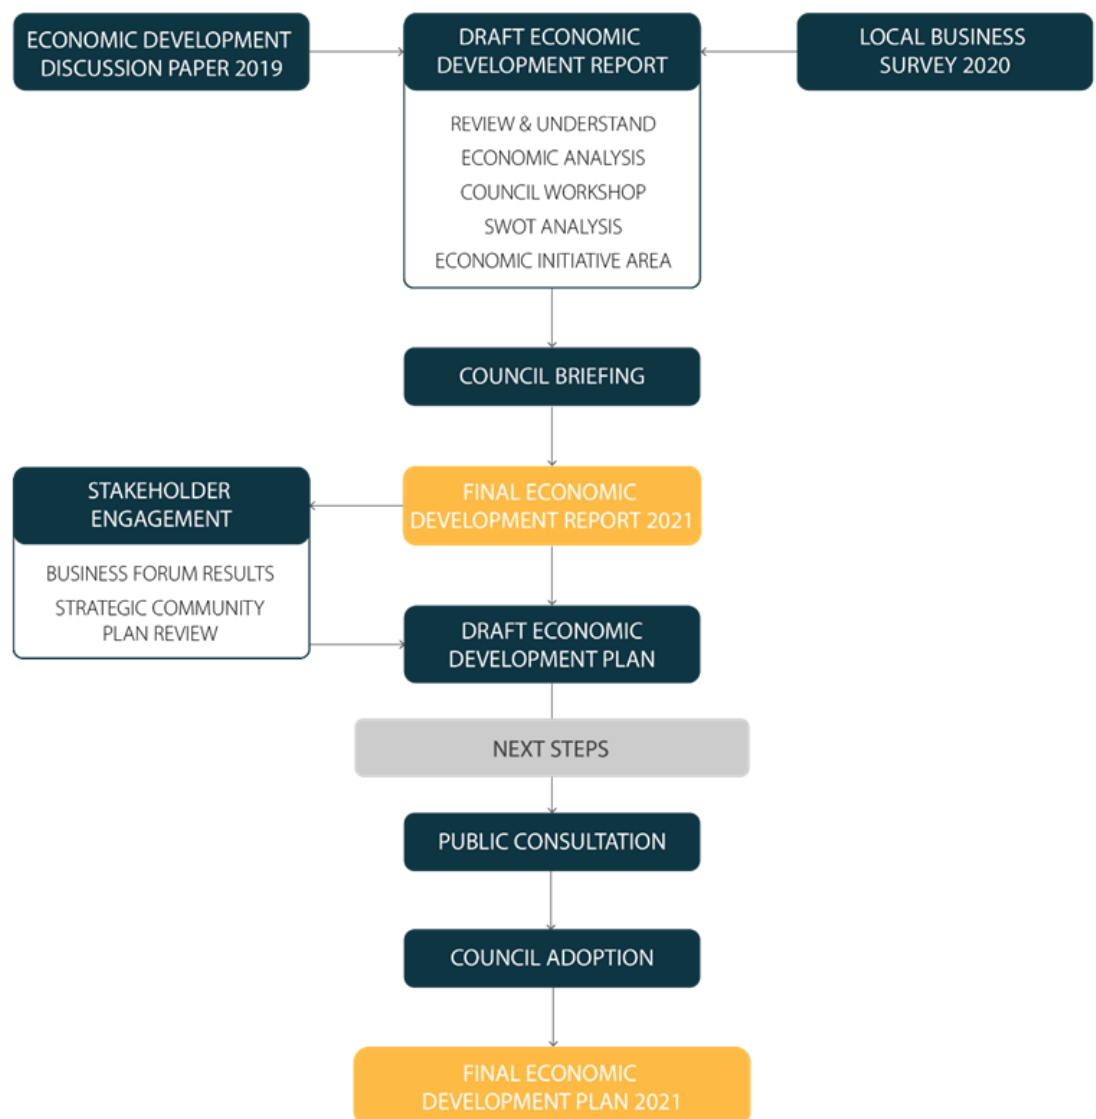 ECONOMIC DEVELOPMENT
DISCUSSION PAPER 2019
DRAFT ECONOMIC
DEVELOPMENT REPORT
LOCAL BUSINESS
SURVEY 2020
REVIEW & UNDERSTAND
ECONOMIC ANALYSIS
COUNCIL WORKSHOP
SWOT ANALYSIS
ECONOMIC INITIATIVE AREA
COUNCIL BRIEFING
FINAL ECONOMIC
DEVELOPMENT REPORT 2021
STAKEHOLDER
ENGAGEMENT
BUSINESS FORUM RESULTS
STRATEGIC COMMUNITY
PLAN REVIEW
DRAFT ECONOMIC
DEVELOPMENT PLAN
NEXT STEPS
PUBLIC CONSULTATION
COUNCIL ADOPTION
FINAL ECONOMIC
DEVELOPMENT PLAN 2021